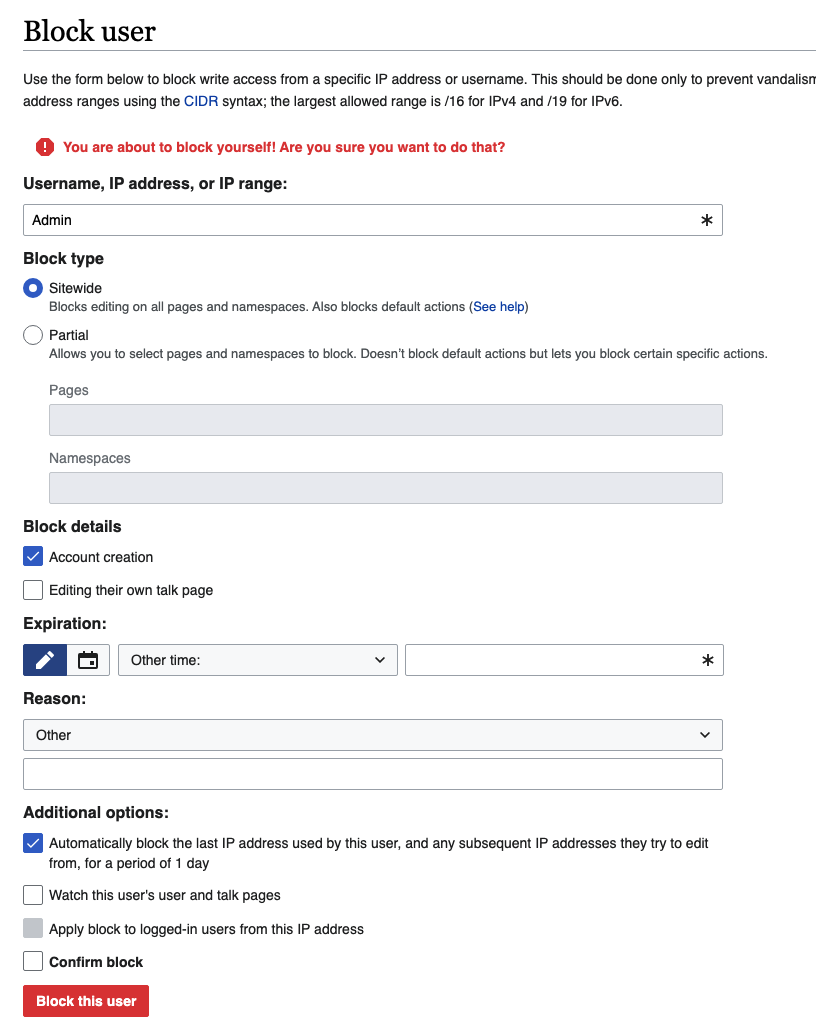 Block user
Use the form below to block write access from a specific IP address or username. This should be done only to prevent vandalism
address ranges using the CIDR syntax; the largest allowed range is /16 for IPv4 and /19 for IPv6.
You are about to block yourself! Are you sure you want to do that?
Username, IP address, or IP range:
Admin *
Block type
Sitewide
Blocks editing on all pages and namespaces. Also blocks default actions (See help)
Partial
Allows you to select pages and namespaces to block. Doesn’t block default actions but lets you block certain specific actions.
Pages
Namespaces
Block details
Account creation
Editing their own talk page
Expiration:
Other time: *
Reason:
Other
Additional options:
Automatically block the last IP address used by this user, and any subsequent IP addresses they try to edit
from, for a period of 1 day
Watch this user's user and talk pages
Apply block to logged-in users from this IP address
Confirm block
Block this user